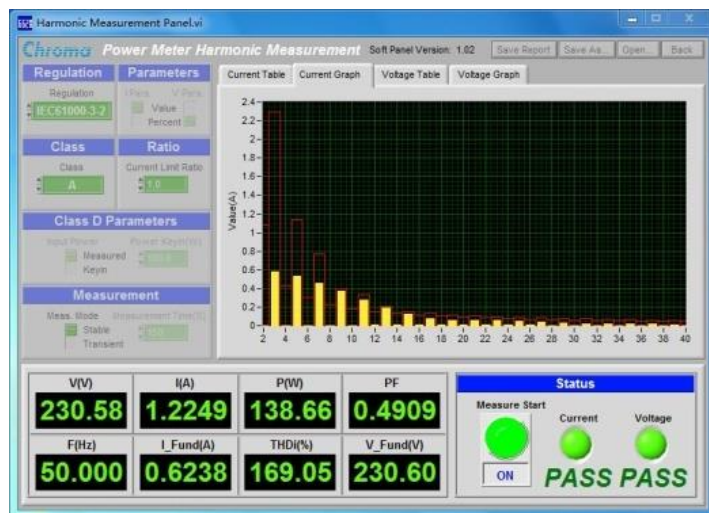 Harmonic Measurement Panel.vi
Chroma Power Meter Harmonic Measurement Soft Panel Version: 1.02 Save Report Save As... Open... Back
Regulation Parameters
Regulation I Para. V Para.
IEC61000-3-2 Value
Percent
Class Ratio
Class Current Limit Ratio
A 1.0
Class D Parameters
Input Power Power Keyin(W)
Measured
Keyin
Measurement
Meas. Mode Measurement Time(S)
Stable
Transient
Current Table Current Graph Voltage Table Voltage Graph
Value(A)
2.4
2.2
2
1.8
1.6
1.4
1.2
1
0.8
0.6
0.4
0.2
0
2 4 6 8 10 12 14 16 18 20 22 24 26 28 30 32 34 36 38 40
V(V) I(A) P(W) PF
230.58 1.2249 138.66 0.4909
F(Hz) I_Fund(A) THDi(%) V_Fund(V)
50.000 0.6238 169.05 230.60
Status
Measure Start Current Voltage
ON PASS PASS